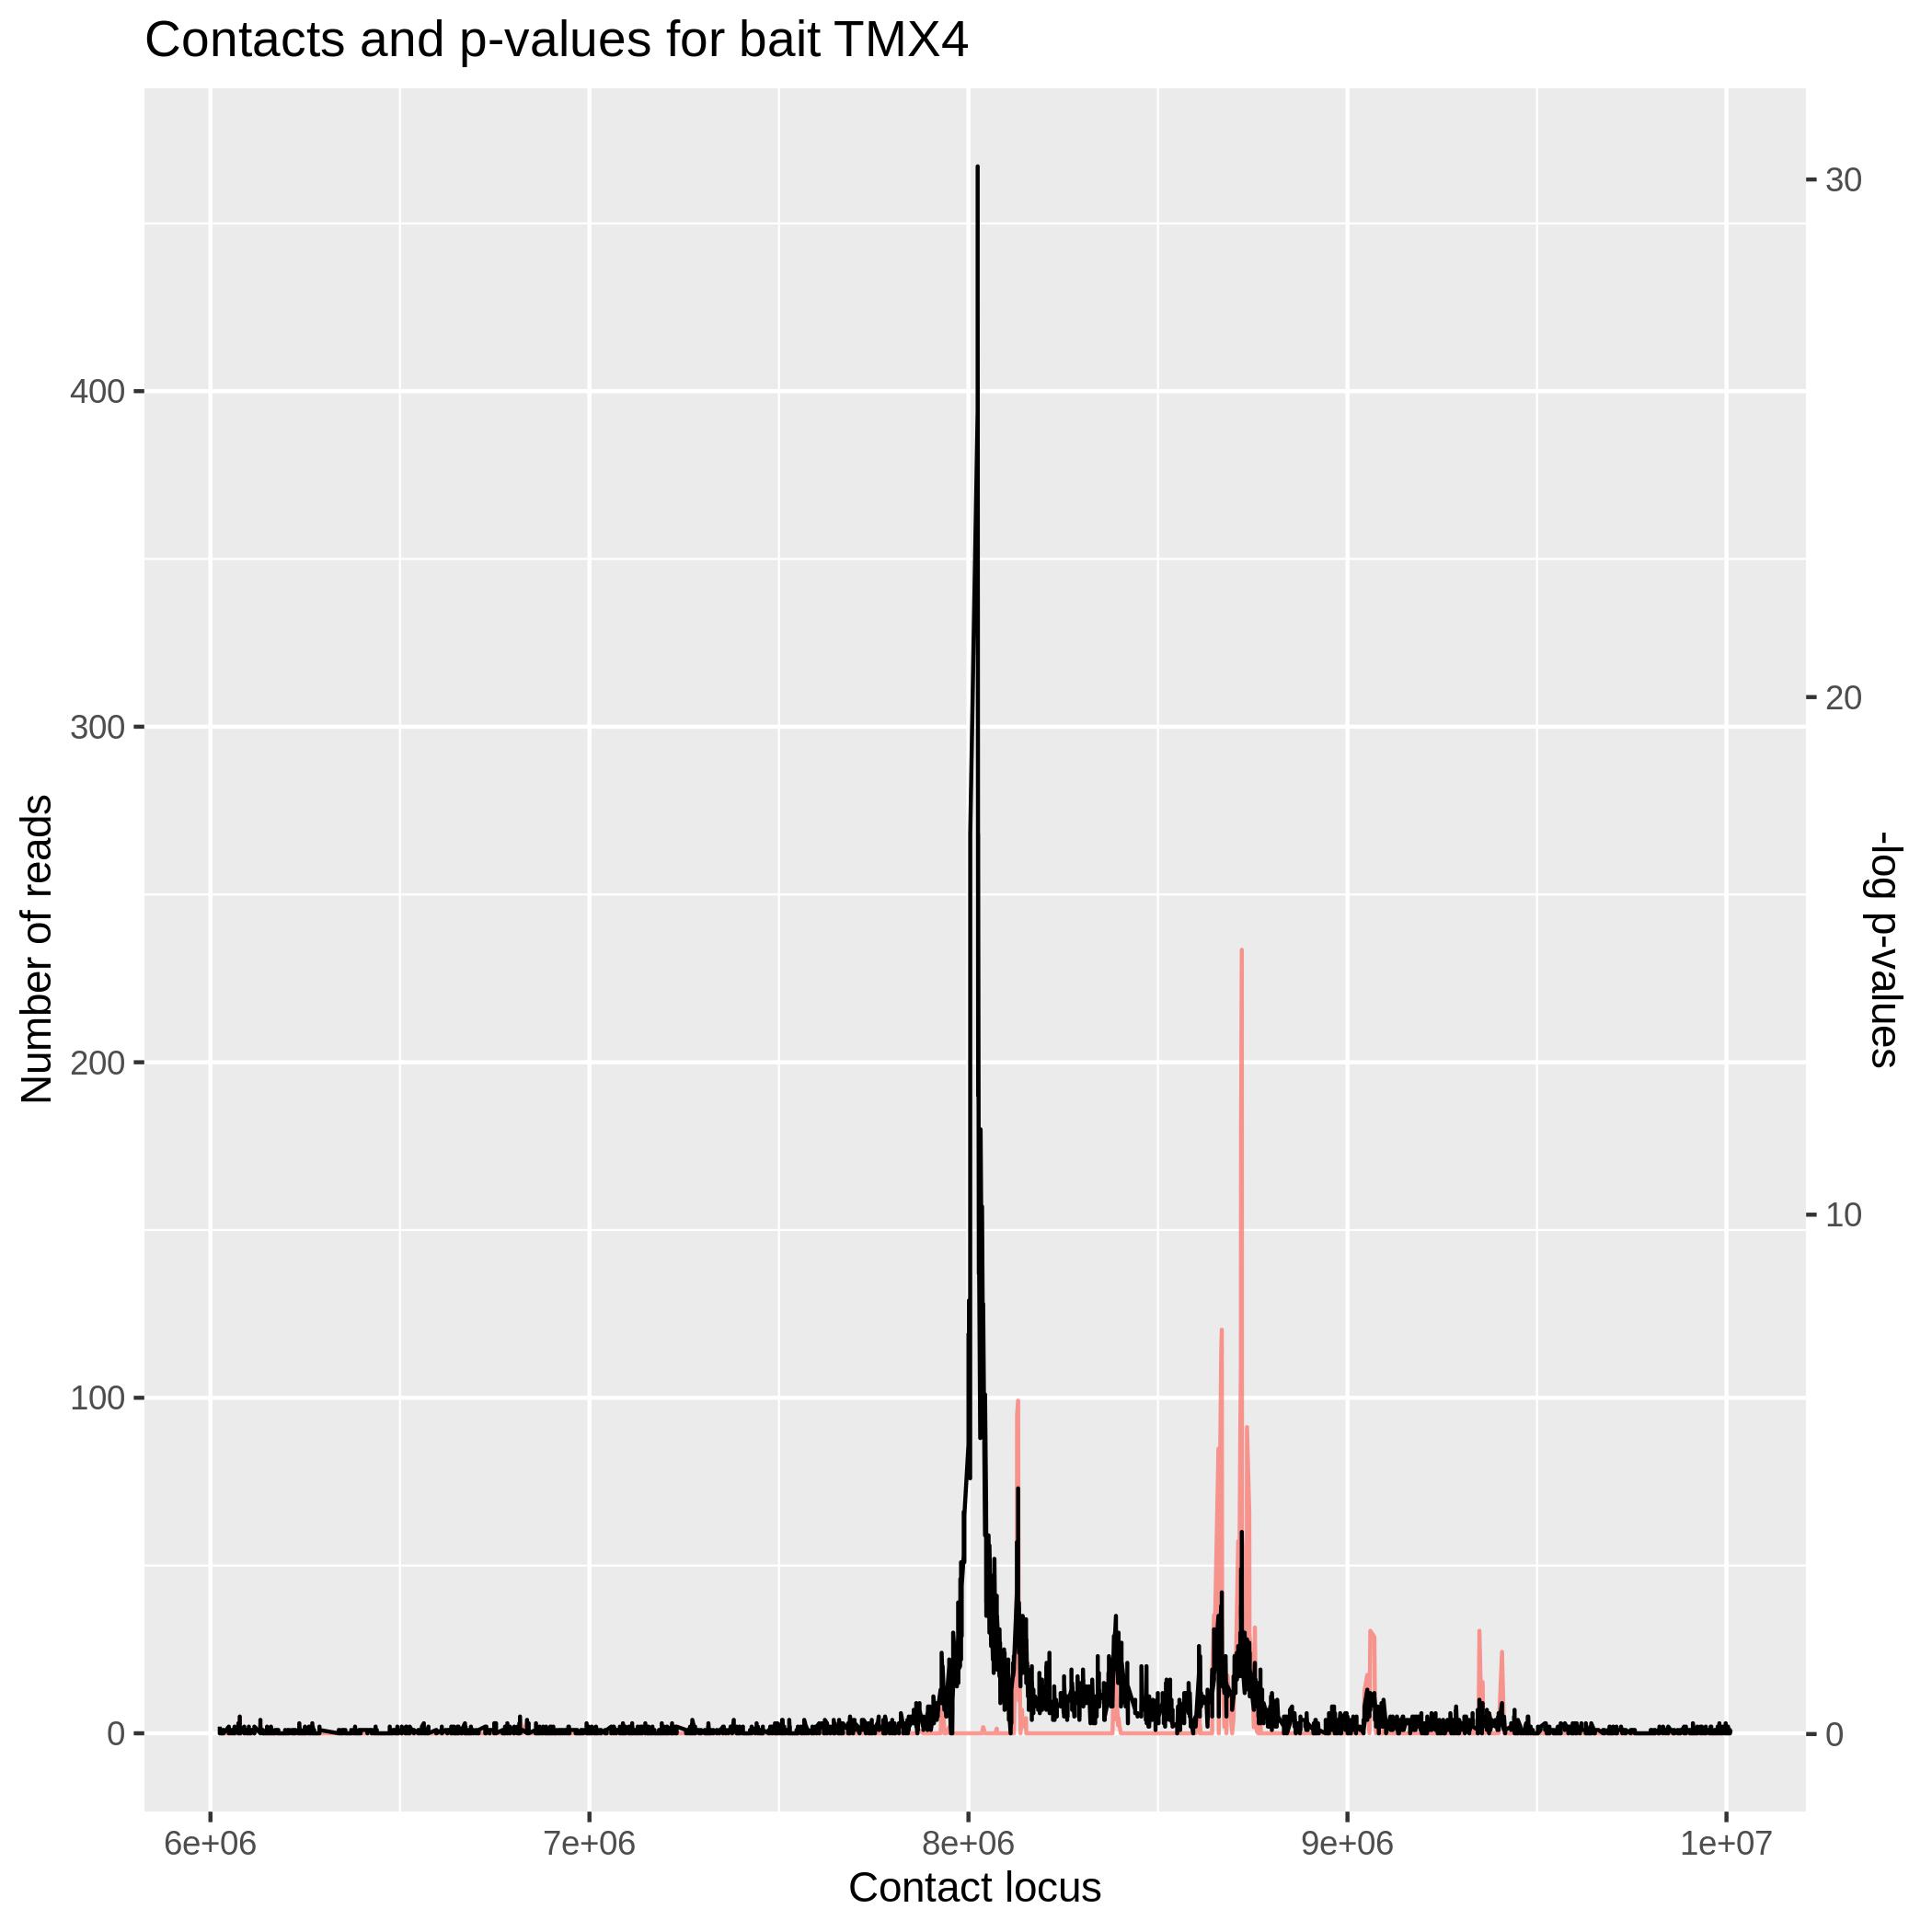 Contacts and p-values for bait TMX4
Number of reads
400
300
200
100
0
30
20
10
0
-log p-values
6e+06 7e+06 8e+06 9e+06 1e+07
Contact locus